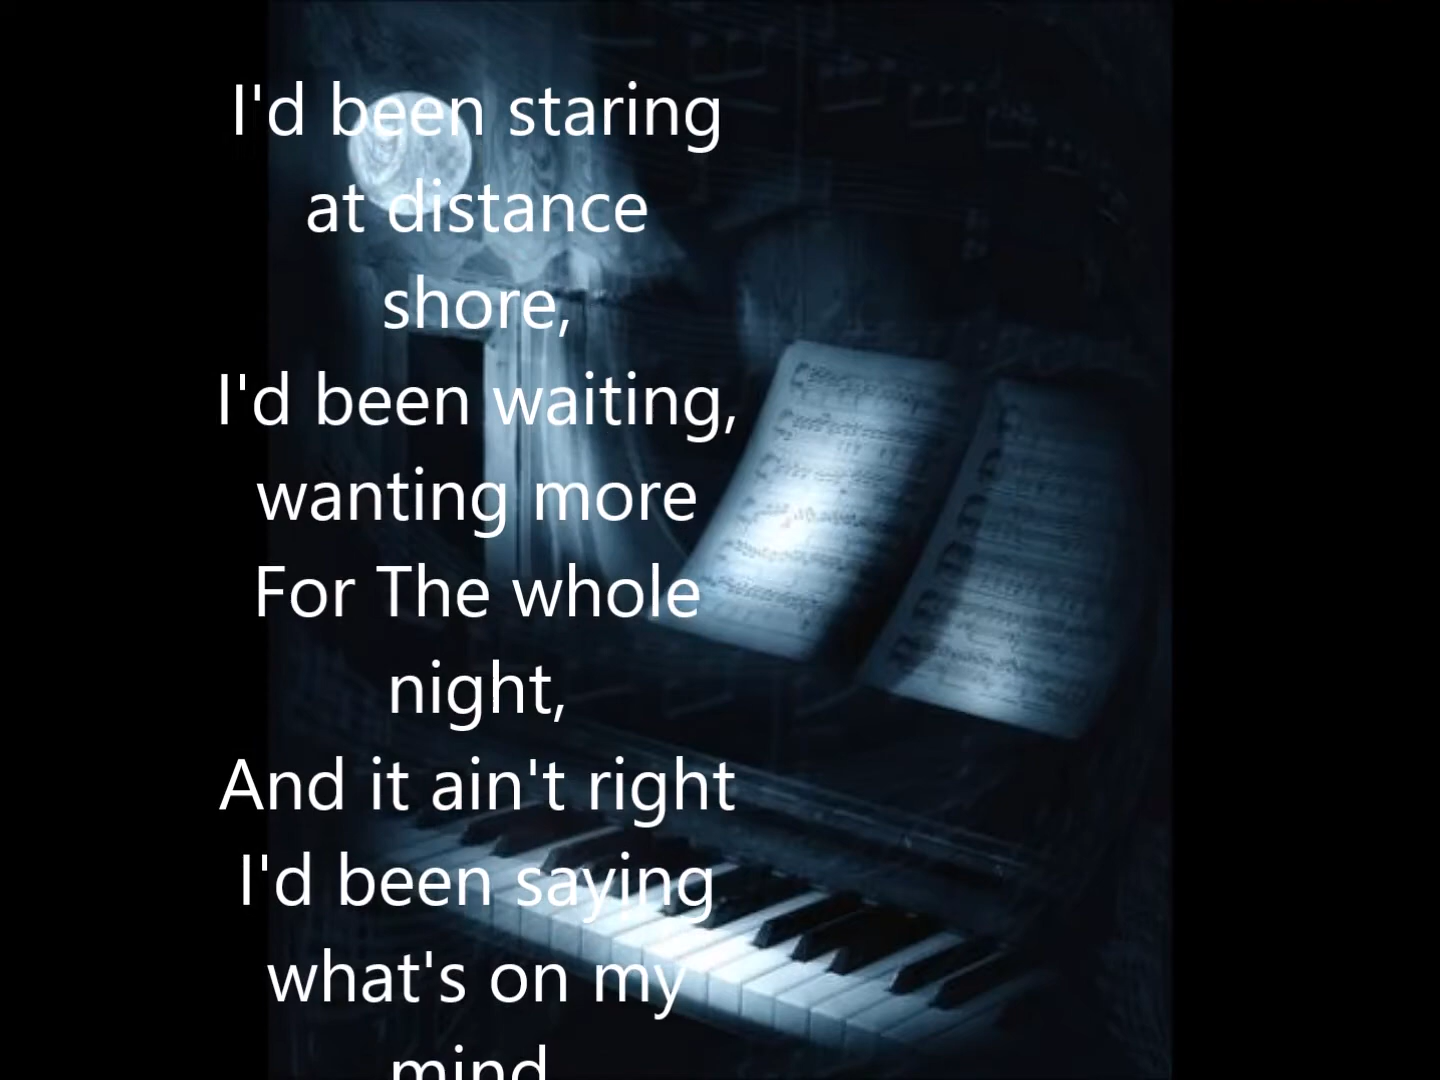 I'd been staring
at distance
shore,
I'd been waiting,
wanting more
For The whole
night,
And it ain't right
I'd been saying
what's on my
mind